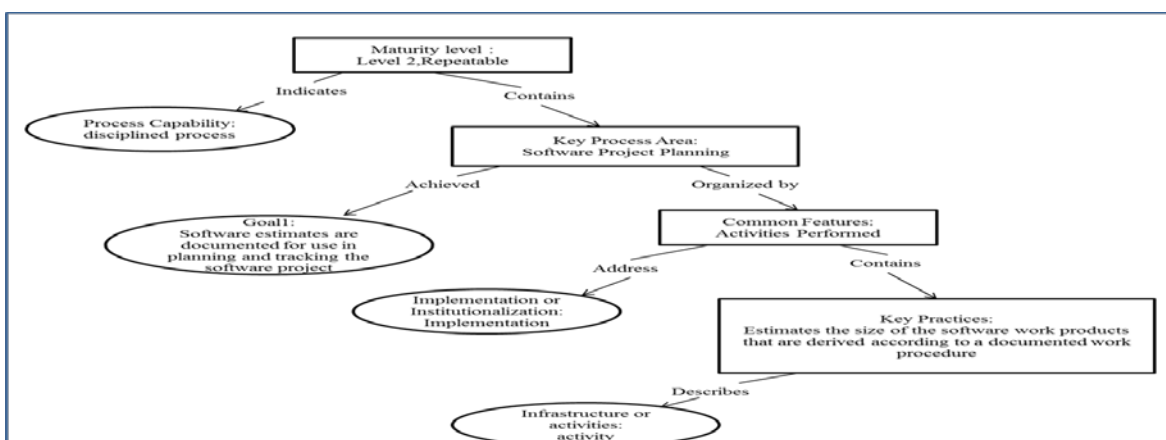 Maturity level :
Level 2,Repeatable
Indicates
Contains
Process Capability:
disciplined process
Key Process Area:
Software Project Planning
Achieved
Organized by
Goal1:
Software estimates are
documented for use in
planning and tracking the
software project
Common Features:
Activities Performed
Address
Contains
Implementation or
Institutionalization:
Implementation
Key Practices:
Estimates the size of the software work products
that are derived according to a documented work
procedure
Describes
Infrastructure or
activities:
activity